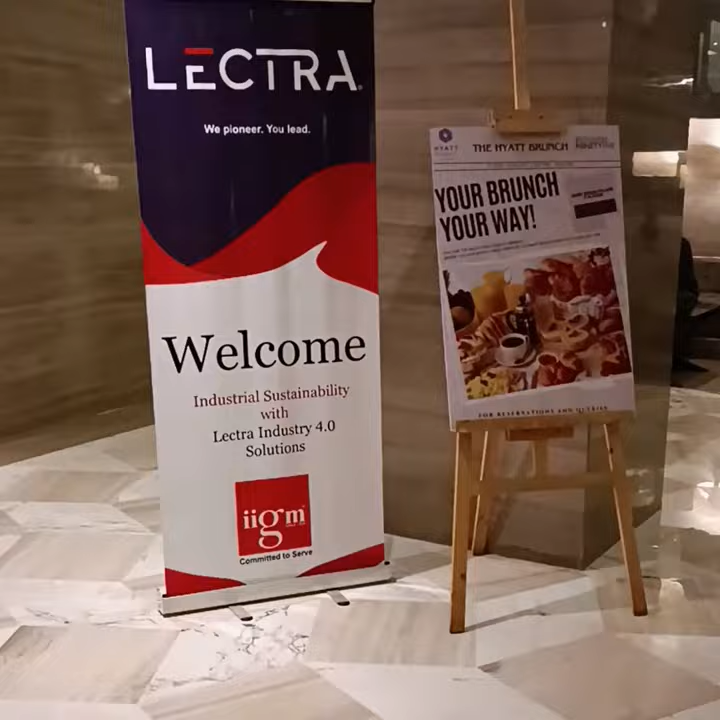 LECTRA
We pioneer. You lead.
Welcome
Industrial Sustainability
with
Lectra Industry 4.0
Solutions
iigm
Committed to Serve
HYATT
THE HYATT BRUNCH
YOUR BRUNCH
YOUR WAY!
FOR RESERVATIONS AND QUERIES